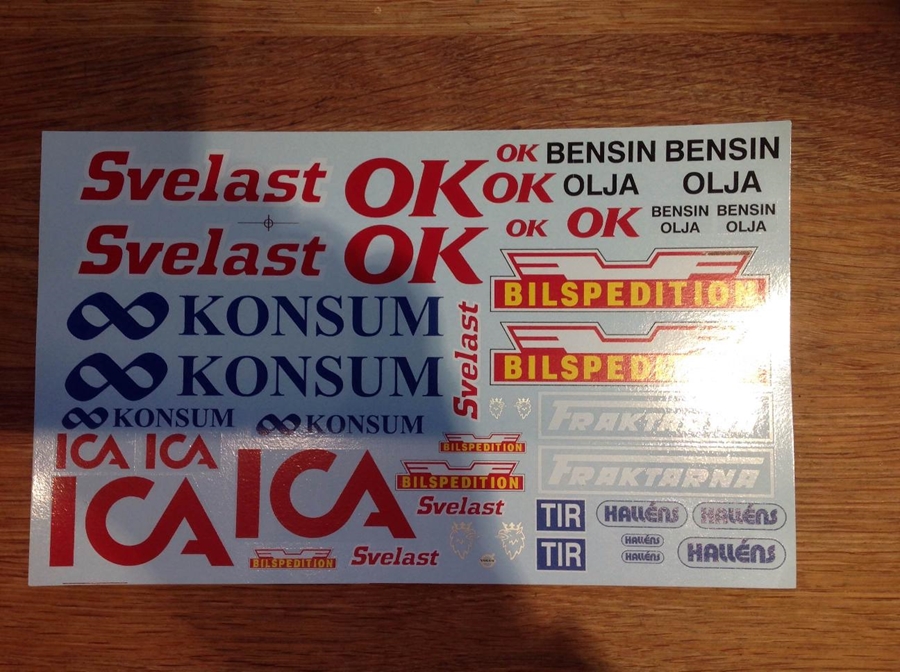 Svelast
Svelast
OK
OK
OK
OK
OK
OK
BENSIN
OLJA
BENSIN
OLJA
BENSIN
OLJA
BENSIN
OLJA
KONSUM
KONSUM
KONSUM
KONSUM
Svelast
BILSPEDITION
BILSPEDITION
FRAKTARNA
FRAKTARNA
ICA
ICA
ICA
ICA
BILSPEDITION
BILSPEDITION
Svelast
BILSPEDITION
Svelast
TIR
TIR
HALLÉNS
HALLÉNS
HALLÉNS
HALLÉNS
HALLÉNS